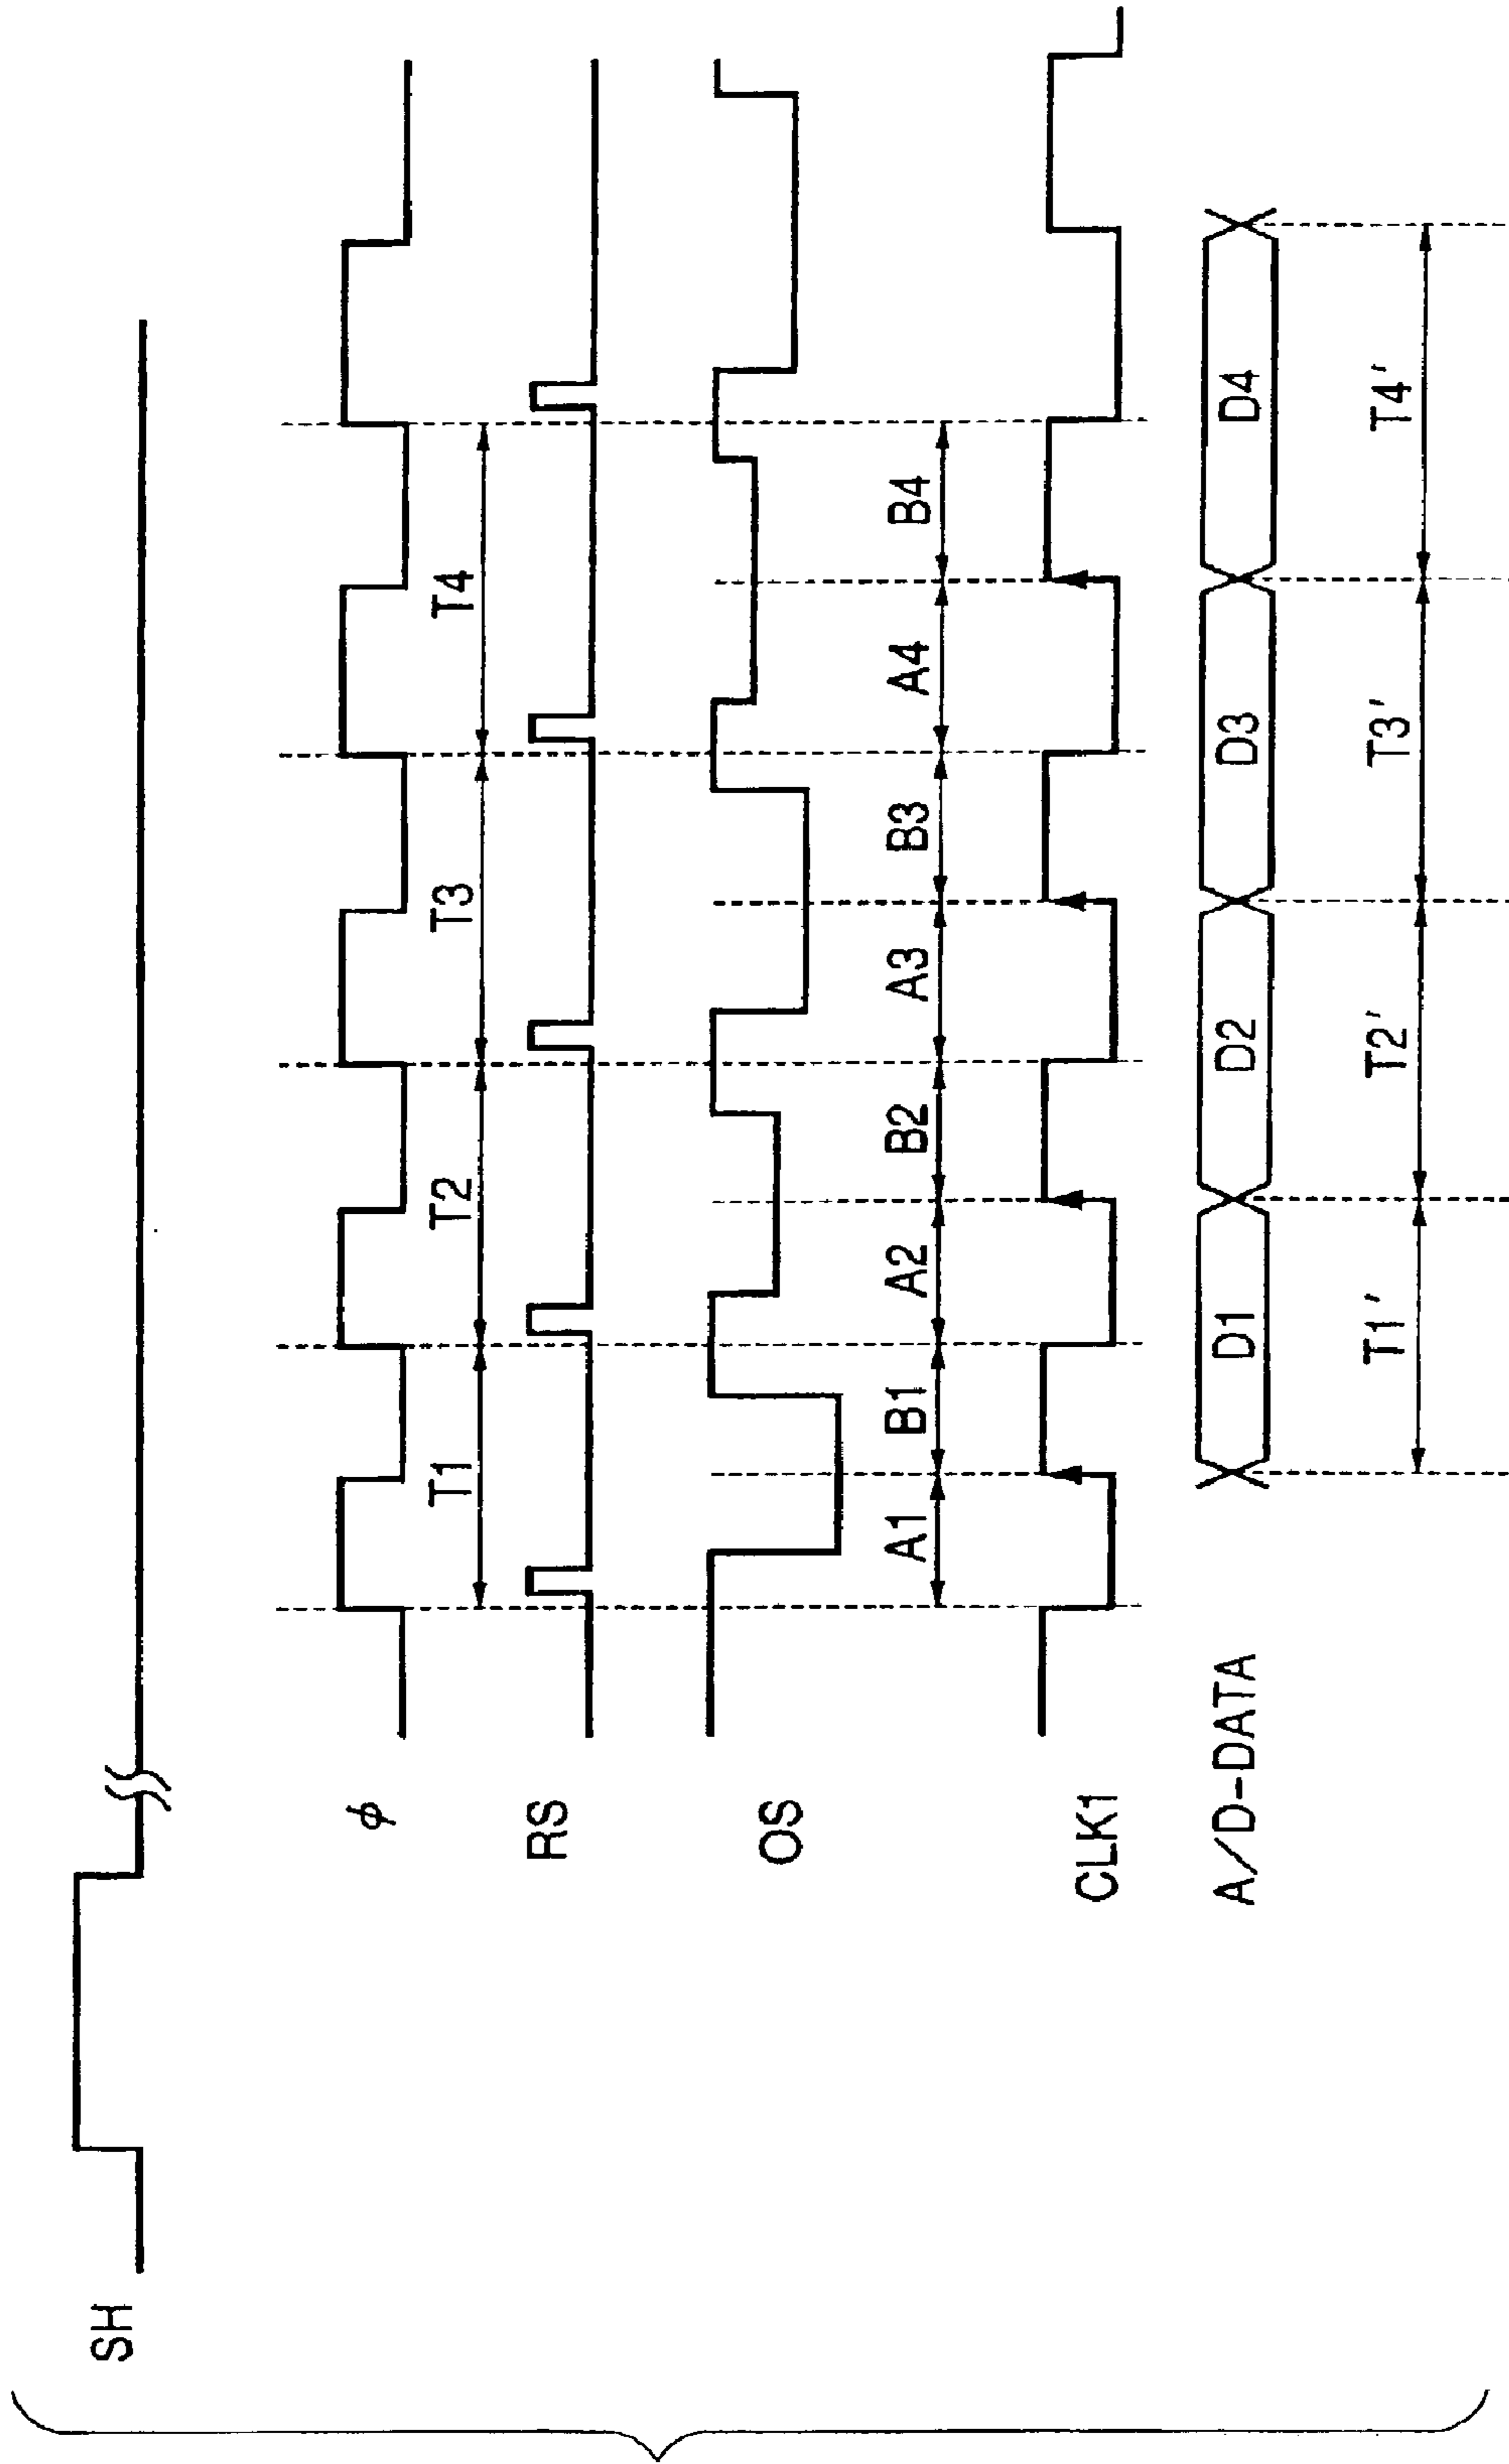 SH
φ
T1 T2 T3 T4
RS
OS
A1 B1 A2 B2 A3 B3 A4 B4
CLK1
A/D-DATA D1 D2 D3 D4
T1' T2' T3' T4'